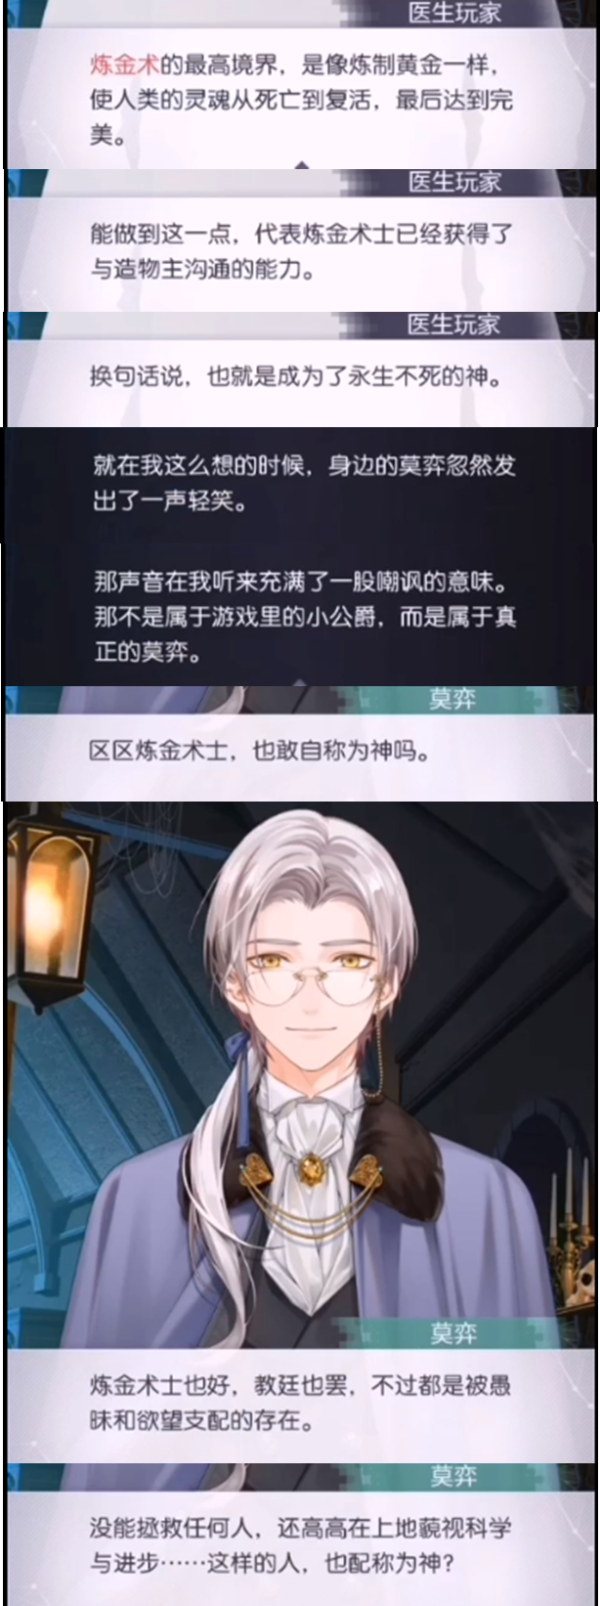 医生玩家
炼金术的最高境界，是像炼制黄金一样，
使人类的灵魂从死亡到复活，最后达到完
美。
医生玩家
能做到这一点，代表炼金术士已经获得了
与造物主沟通的能力。
医生玩家
换句话说，也就是成为了永生不死的神。
就在我这么想的时候，身边的莫弈忽然发
出了一声轻笑。
那声音在我听来充满了一股嘲讽的意味。
那不是属于游戏里的小公爵，而是属于真
正的莫弈。
莫弈
区区炼金术士，也敢自称为神吗。
莫弈
炼金术士也好，教廷也罢，不过都是被愚
昧和欲望支配的存在。
莫弈
没能拯救任何人，还高高在上地藐视科学
与进步……这样的人，也配称为神？